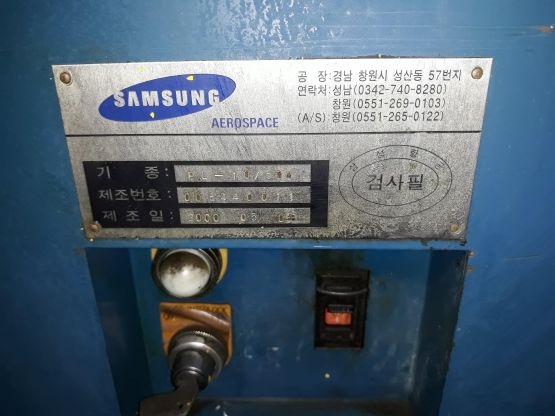 SAMSUNG
AEROSPACE
공 장:경남 창원시 성산동 57번지
연락처:성남(0342-740-8280)
창원(0551-269-0103)
(A/S):창원(0551-265-0122)
기 종:
제조번호:
제 조 일: 2000
검사필